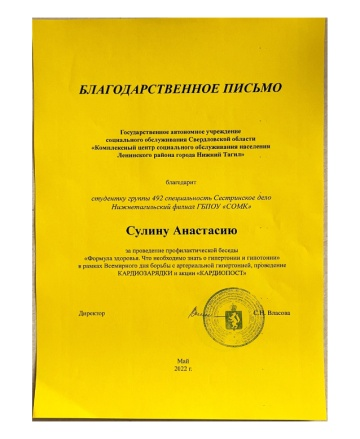 БЛАГОДАРСТВЕННОЕ ПИСЬМО
Государственное автономное учреждение
социального обслуживания Свердловской области
«Комплексный центр социального обслуживания населения
Ленинского района города Нижний Тагил»
благодарит
студентку группы 492 специальность Сестринское дело
Нижнетагильский филиал ГБПОУ «СОМК»
Сулину Анастасию
за проведение профилактической беседы
«Формула здоровья. Что необходимо знать о гипертонии и гипотонии»
в рамках Всемирного дня борьбы с артериальной гипертонией, проведение
КАРДИОЗАРЯДКИ и акции «КАРДИОПОСТ»
Директор С.Н. Власова
Май
2022 г.